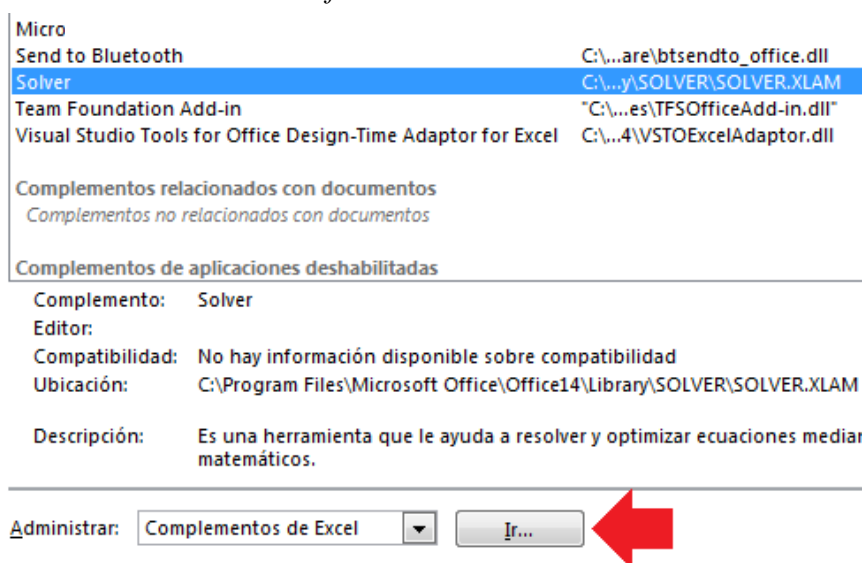 Micro
Send to Bluetooth C:\...are\btsendto_office.dll
Solver C:\...y\SOLVER\SOLVER.XLAM
Team Foundation Add-in "C:\...es\TFSOfficeAdd-in.dll"
Visual Studio Tools for Office Design-Time Adaptor for Excel C:\...4\VSTOExcelAdaptor.dll
Complementos relacionados con documentos
Complementos no relacionados con documentos
Complementos de aplicaciones deshabilitadas
Complemento: Solver
Editor:
Compatibilidad: No hay información disponible sobre compatibilidad
Ubicación: C:\Program Files\Microsoft Office\Office14\Library\SOLVER\SOLVER.XLAM
Descripción: Es una herramienta que le ayuda a resolver y optimizar ecuaciones median
matemáticos.
Administrar: Complementos de Excel Ir...